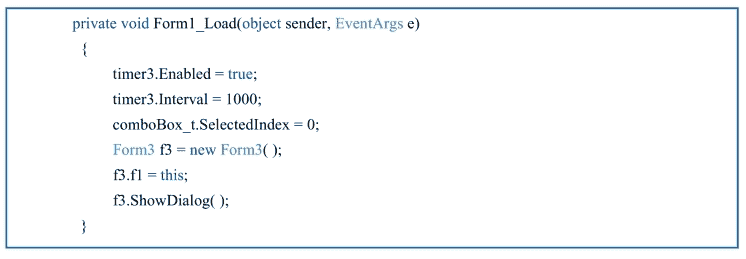 private void Form1_Load(object sender, EventArgs e)
{
timer3.Enabled = true;
timer3.Interval = 1000;
comboBox_t.SelectedIndex = 0;
Form3 f3 = new Form3( );
f3.f1 = this;
f3.ShowDialog( );
}